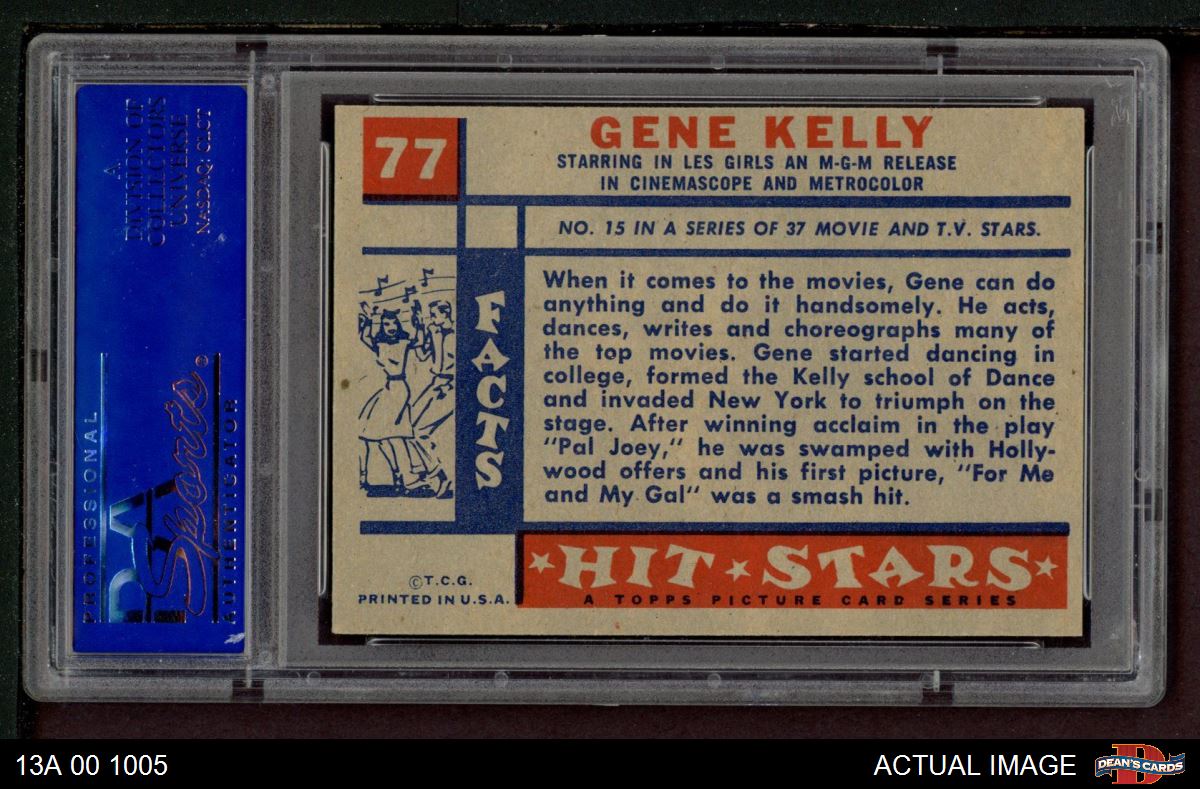 A
DIVISION OF
COLLECTORS
UNIVERSE
NASDAQ: CLCT
PROFESSIONAL
PSA
Sports®
AUTHENTICATOR
77
GENE KELLY
STARRING IN LES GIRLS AN M-G-M RELEASE
IN CINEMASCOPE AND METROCOLOR
NO. 15 IN A SERIES OF 37 MOVIE AND T.V. STARS.
FACTS
When it comes to the movies, Gene can do
anything and do it handsomely. He acts,
dances, writes and choreographs many of
the top movies. Gene started dancing in
college, formed the Kelly school of Dance
and invaded New York to triumph on the
stage. After winning acclaim in the play
"Pal Joey," he was swamped with Holly-
wood offers and his first picture, "For Me
and My Gal" was a smash hit.
©T.C.G.
PRINTED IN U.S.A.
HIT STARS
A TOPPS PICTURE CARD SERIES
13A 00 1005
ACTUAL IMAGE
D
DEAN'S CARDS